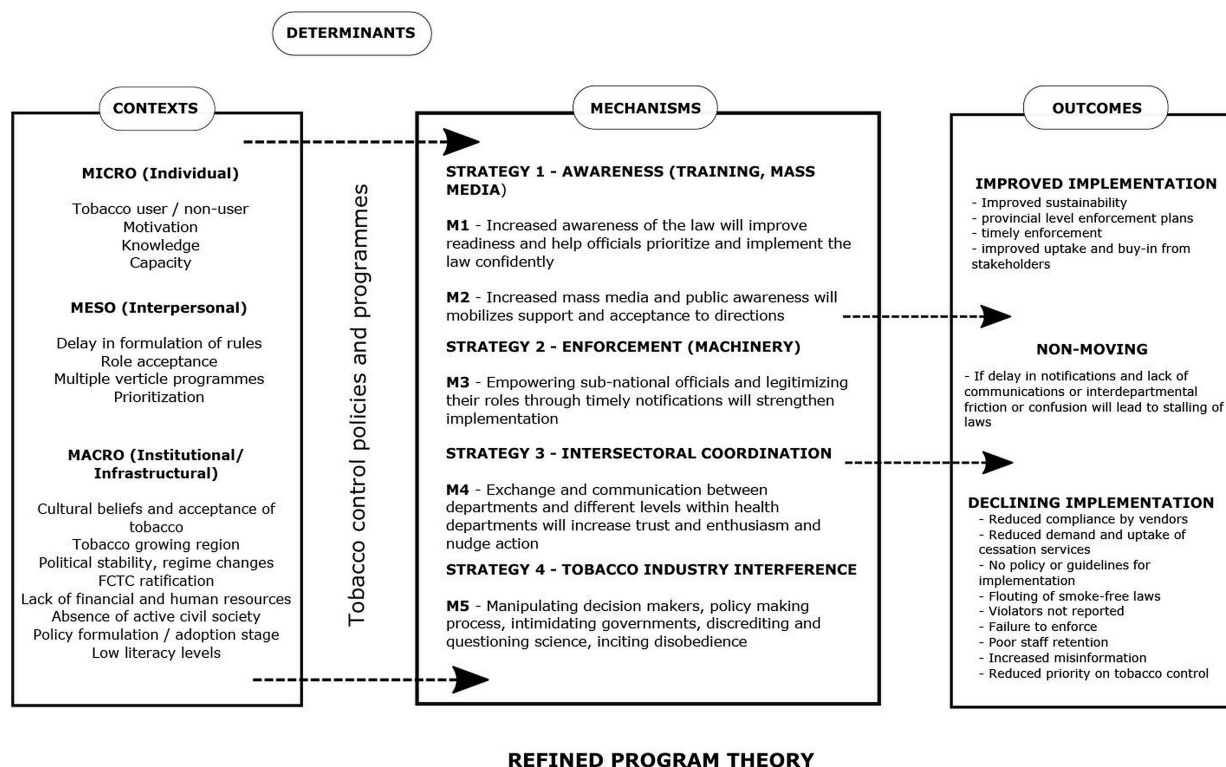 DETERMINANTS
CONTEXTS
MICRO (Individual)
Tobacco user / non-user
Motivation
Knowledge
Capacity
MESO (Interpersonal)
Delay in formulation of rules
Role acceptance
Multiple verticle programmes
Prioritization
MACRO (Institutional/
Infrastructural)
Cultural beliefs and acceptance of
tobacco
Tobacco growing region
Political stability, regime changes
FCTC ratification
Lack of financial and human resources
Absence of active civil society
Policy formulation / adoption stage
Low literacy levels
Tobacco control policies and programmes
MECHANISMS
STRATEGY 1 - AWARENESS (TRAINING, MASS
MEDIA)
M1 - Increased awareness of the law will improve
readiness and help officials prioritize and implement the
law confidently
M2 - Increased mass media and public awareness will
mobilizes support and acceptance to directions
STRATEGY 2 - ENFORCEMENT (MACHINERY)
M3 - Empowering sub-national officials and legitimizing
their roles through timely notifications will strengthen
implementation
STRATEGY 3 - INTERSECTORAL COORDINATION
M4 - Exchange and communication between
departments and different levels within health
departments will increase trust and enthusiasm and
nudge action
STRATEGY 4 - TOBACCO INDUSTRY INTERFERENCE
M5 - Manipulating decision makers, policy making
process, intimidating governments, discrediting and
questioning science, inciting disobedience
OUTCOMES
IMPROVED IMPLEMENTATION
- Improved sustainability
- provincial level enforcement plans
- timely enforcement
- improved uptake and buy-in from
stakeholders
NON-MOVING
- If delay in notifications and lack of
communications or interdepartmental
friction or confusion will lead to stalling of
laws
DECLINING IMPLEMENTATION
- Reduced compliance by vendors
- Reduced demand and uptake of
cessation services
- No policy or guidelines for
implementation
- Flouting of smoke-free laws
- Violators not reported
- Failure to enforce
- Poor staff retention
- Increased misinformation
- Reduced priority on tobacco control
REFINED PROGRAM THEORY